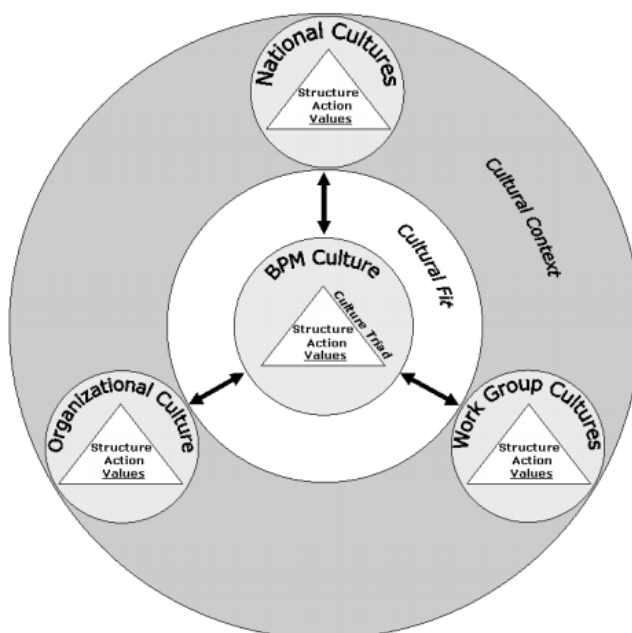 National Cultures
Structure
Action
Values
Cultural Context
Cultural Fit
BPM Culture
Culture Triad
Structure
Action
Values
Organizational Culture
Structure
Action
Values
Work Group Cultures
Structure
Action
Values